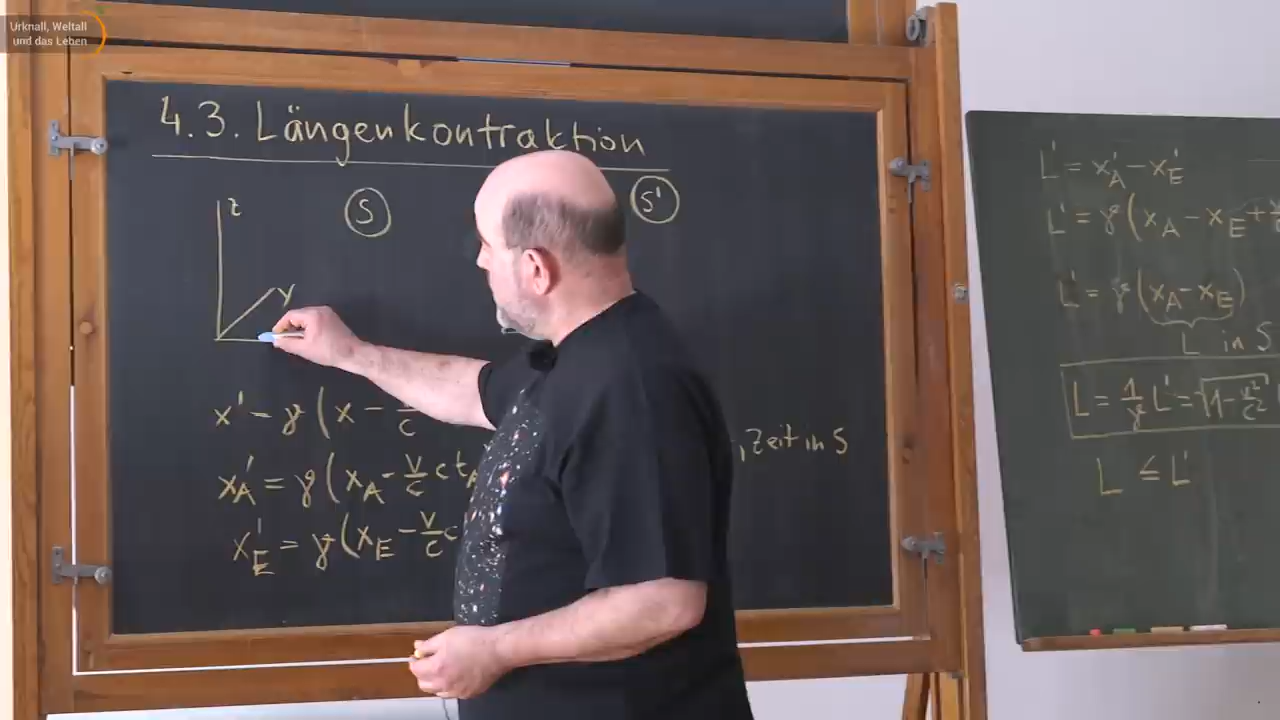 Urknall, Weltall
und das Leben
4.3. Längenkontraktion
z
S
S'
y
x' = γ (x - v/c
x'_A = γ (x_A - v/c c t_A
x'_E = γ (x_E - v/c c
, Zeit in S
L' = x'_A - x'_E
L' = γ (x_A - x_E +
L' = γ (x_A - x_E)
L in S
L = 1/γ L' = √1 - v²/c²
L ≤ L'